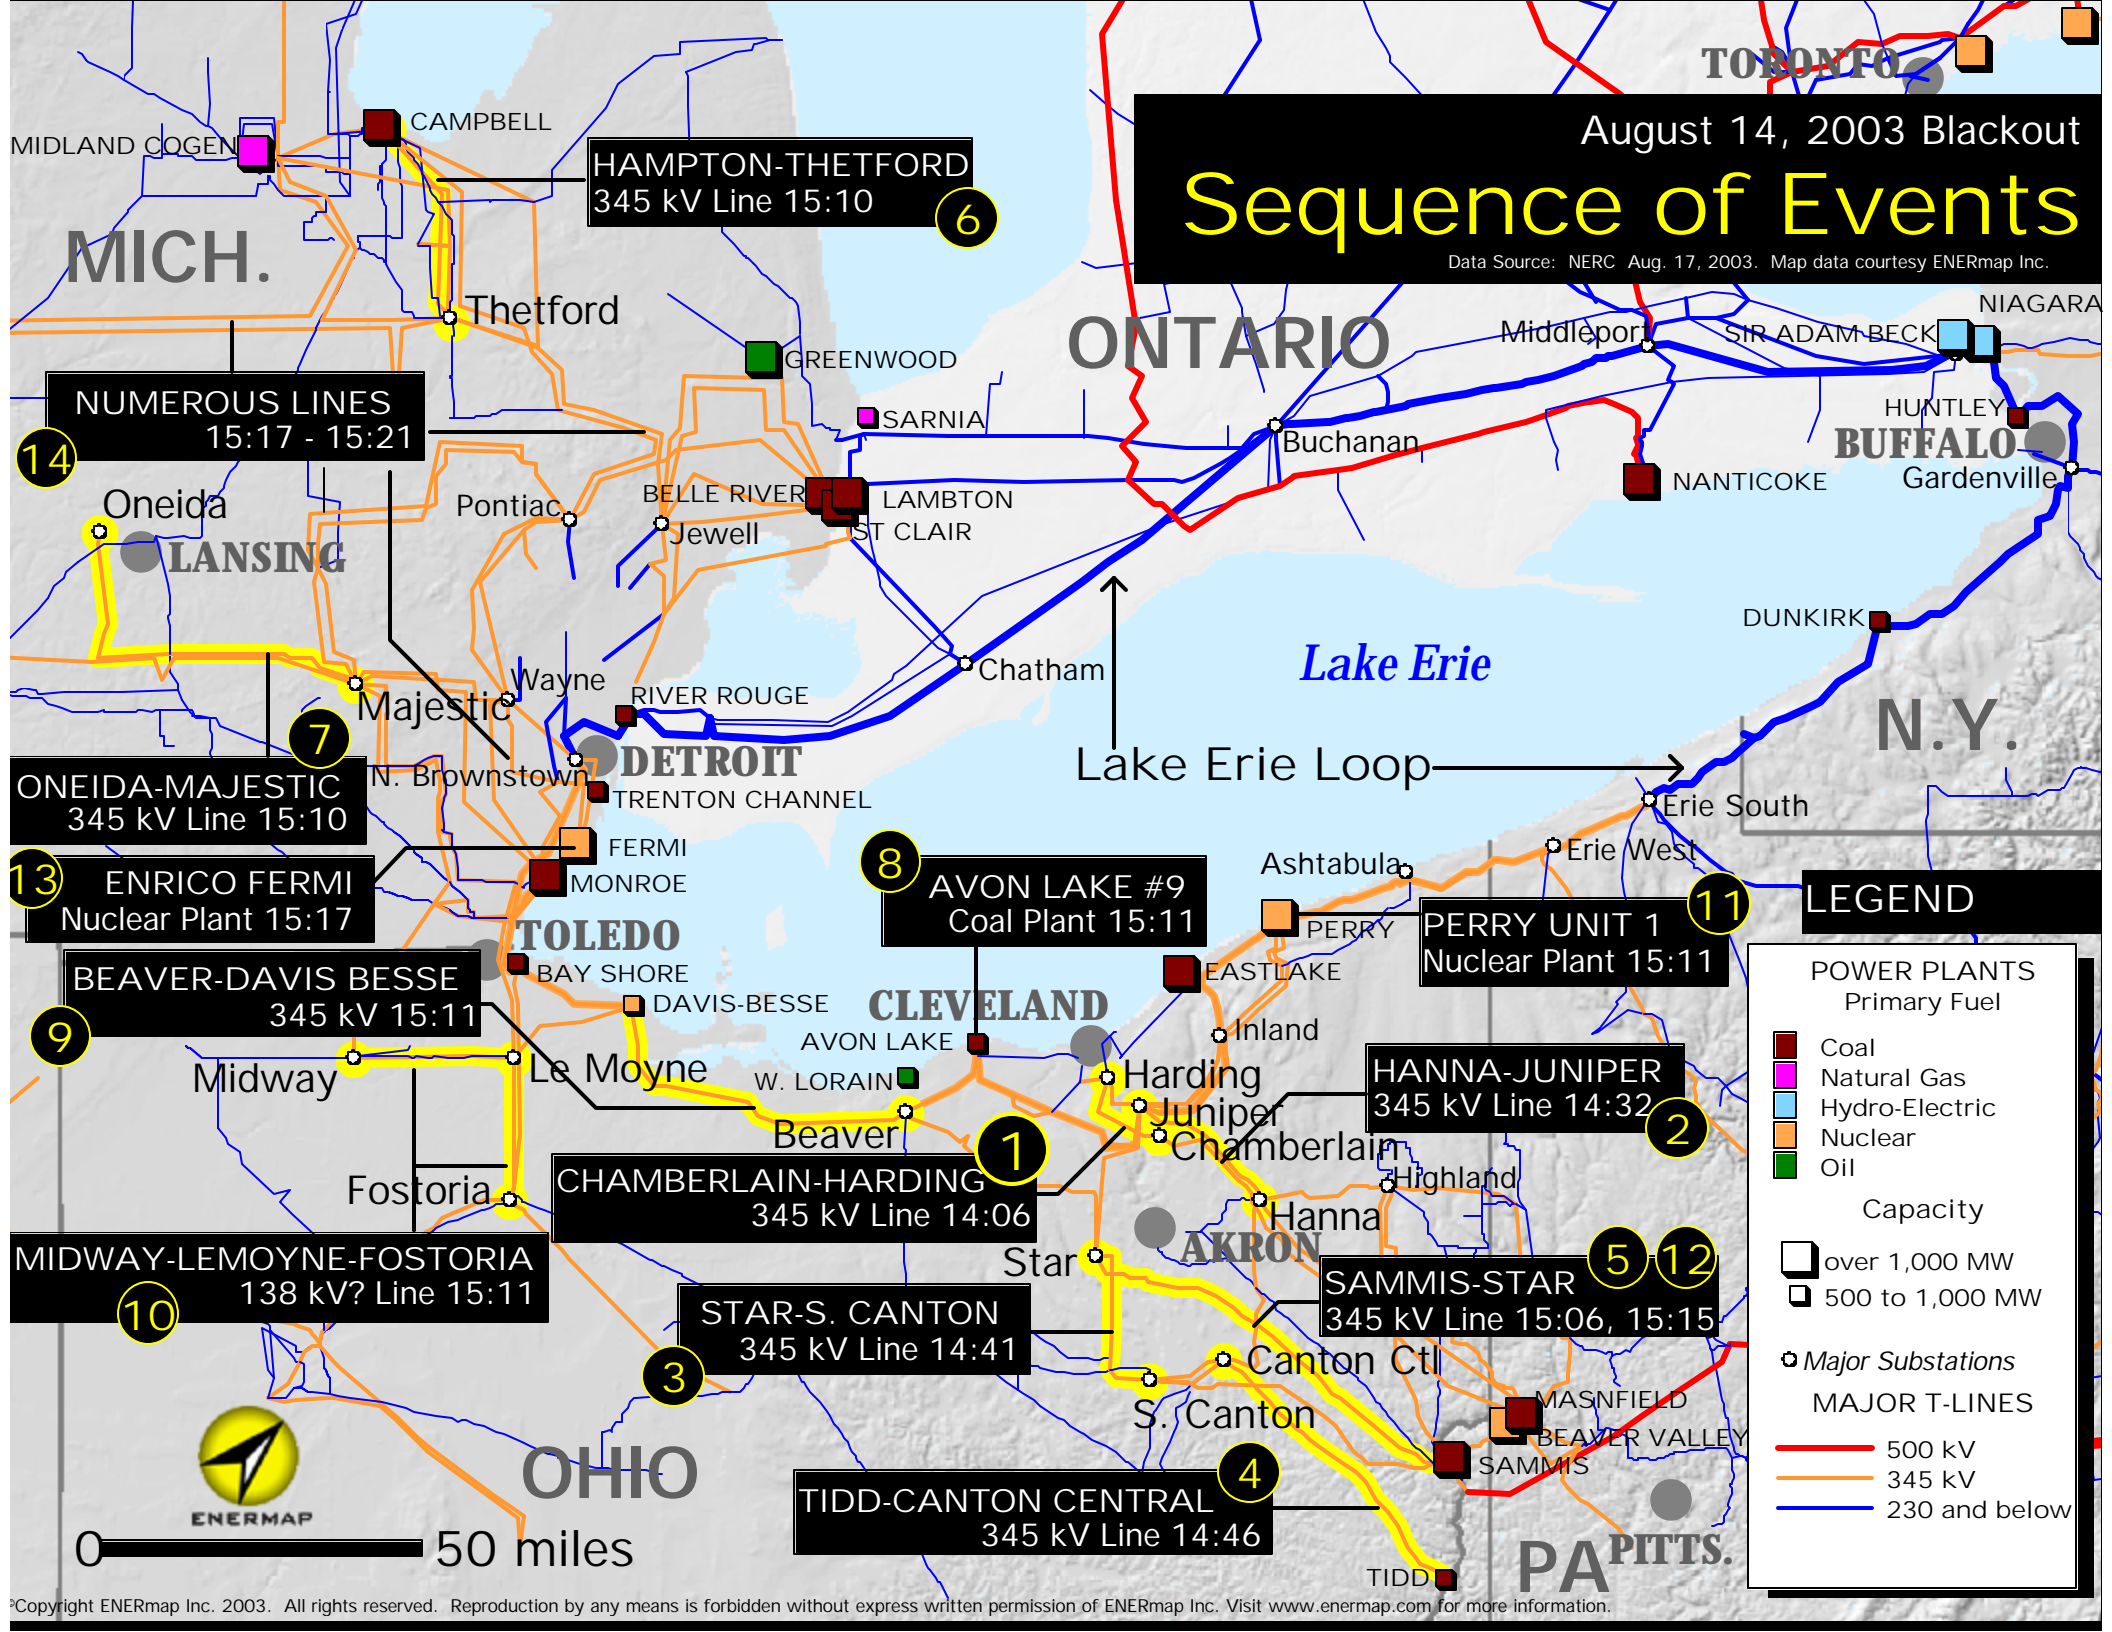 TORONTO
August 14, 2003 Blackout
Sequence of Events
Data Source: NERC Aug. 17, 2003. Map data courtesy ENERmap Inc.
CAMPBELL
MIDLAND COGEN
HAMPTON-THETFORD
345 kV Line 15:10
6
MICH.
Thetford
ONTARIO
NIAGARA
Middleport
SIR ADAM BECK
GREENWOOD
NUMEROUS LINES
15:17 - 15:21
14
SARNIA
HUNTLEY
BUFFALO
Buchanan
Gardenville
Oneida
Pontiac
BELLE RIVER
LAMBTON
NANTICOKE
Jewell
ST CLAIR
LANSING
DUNKIRK
Lake Erie
Chatham
Wayne
RIVER ROUGE
Majestic
N.Y.
7
DETROIT
Lake Erie Loop
N. Brownstown
ONEIDA-MAJESTIC
345 kV Line 15:10
TRENTON CHANNEL
Erie South
FERMI
Erie West
Ashtabula
13
ENRICO FERMI
Nuclear Plant 15:17
MONROE
8
AVON LAKE #9
Coal Plant 15:11
11
PERRY UNIT 1
Nuclear Plant 15:11
PERRY
LEGEND
TOLEDO
BAY SHORE
BEAVER-DAVIS BESSE
345 kV 15:11
9
DAVIS-BESSE
EASTLAKE
CLEVELAND
POWER PLANTS
Primary Fuel
Coal
Natural Gas
Hydro-Electric
Nuclear
Oil
Capacity
over 1,000 MW
500 to 1,000 MW
Major Substations
MAJOR T-LINES
500 kV
345 kV
230 and below
Inland
AVON LAKE
Midway
Le Moyne
W. LORAIN
Harding
Juniper
HANNA-JUNIPER
345 kV Line 14:32
2
Beaver
Chamberlain
1
CHAMBERLAIN-HARDING
345 kV Line 14:06
Highland
Fostoria
Hanna
AKRON
Star
MIDWAY-LEMOYNE-FOSTORIA
138 kV? Line 15:11
10
5
12
SAMMIS-STAR
345 kV Line 15:06, 15:15
STAR-S. CANTON
345 kV Line 14:41
3
Canton Ctl
S. Canton
MASNFIELD
BEAVER VALLEY
SAMMIS
OHIO
4
TIDD-CANTON CENTRAL
345 kV Line 14:46
ENERMAP
0
50 miles
PA
PITTS.
TIDD
©Copyright ENERmap Inc. 2003. All rights reserved. Reproduction by any means is forbidden without express written permission of ENERmap Inc. Visit www.enermap.com for more information.